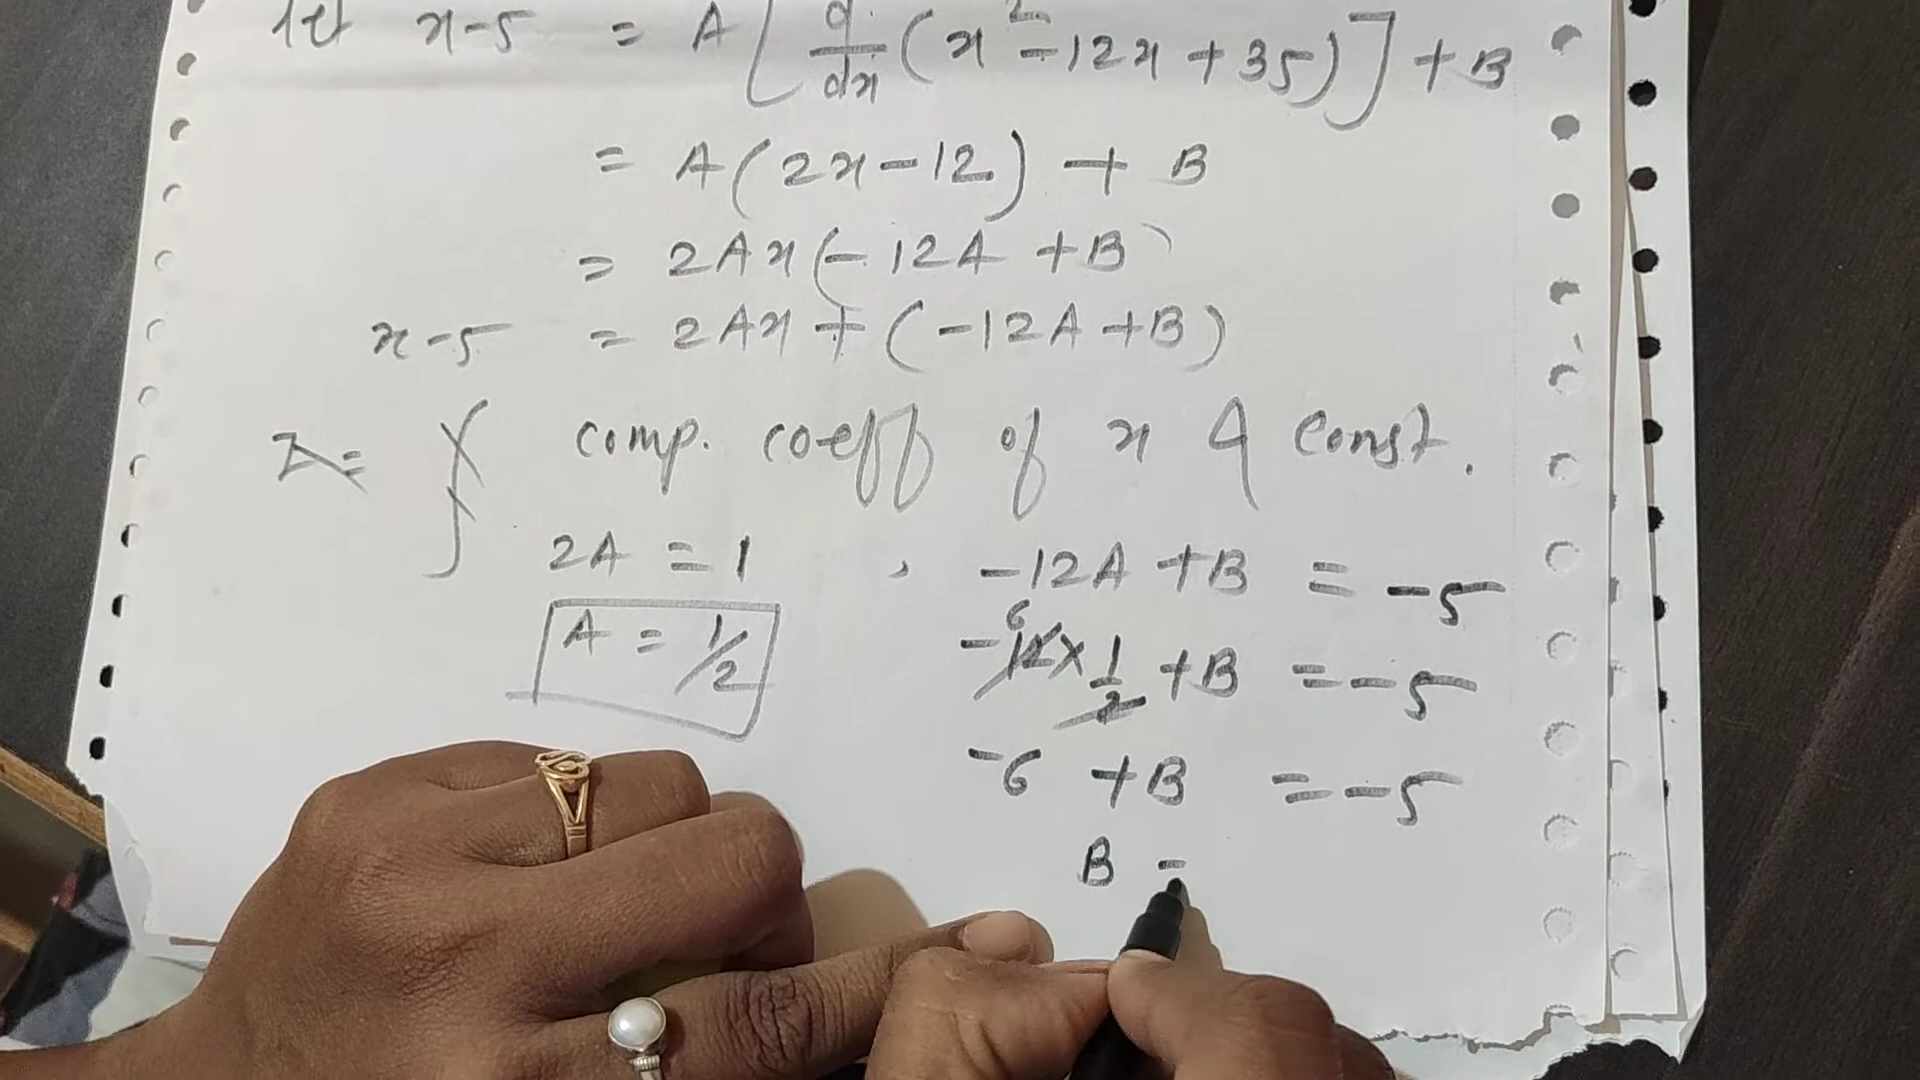 let x-5 = A[d/dx(x²-12x+35)]+B
= A(2x-12)+B
= 2Ax(-12A+B)
x-5 = 2Ax+(-12A+B)
I= ∫ comp. coeff of x & const.
2A = 1 , -12A+B = -5
A = 1/2
6
-12×1/2+B = -5
-6 +B = -5
B =